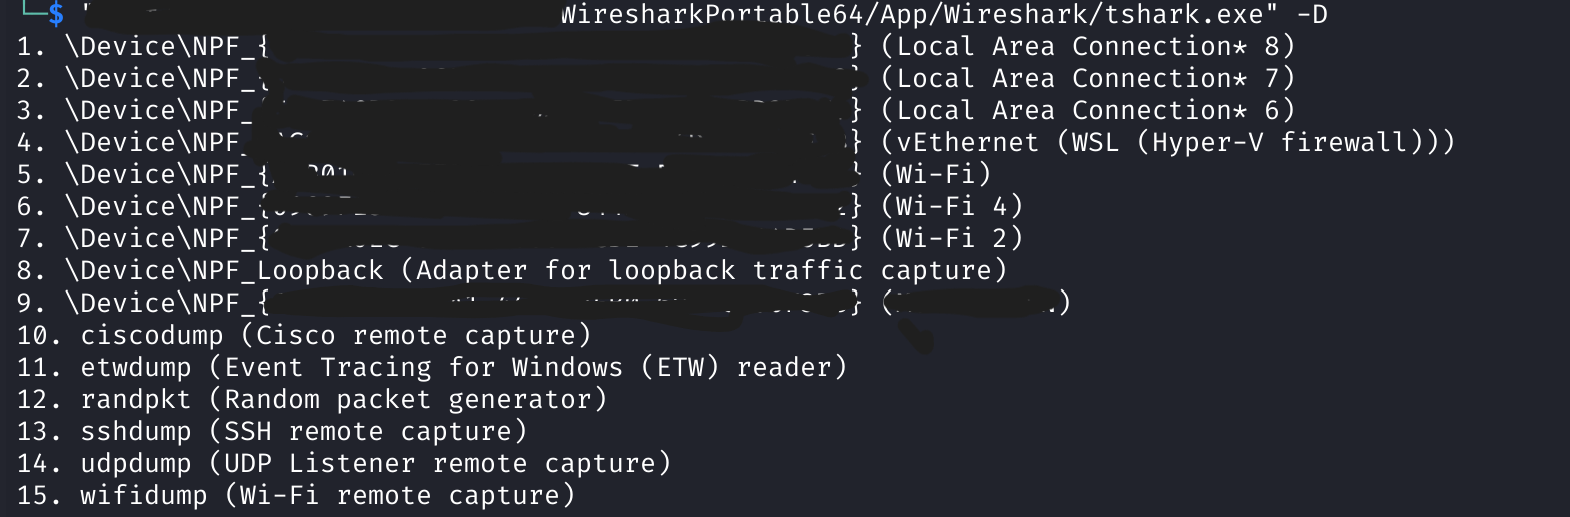 └─$ " WiresharkPortable64/App/Wireshark/tshark.exe" -D
1. \Device\NPF_{ } (Local Area Connection* 8)
2. \Device\NPF_{ } (Local Area Connection* 7)
3. \Device\NPF_{ } (Local Area Connection* 6)
4. \Device\NPF_ } (vEthernet (WSL (Hyper-V firewall)))
5. \Device\NPF_{ } (Wi-Fi)
6. \Device\NPF_{ } (Wi-Fi 4)
7. \Device\NPF_{ } (Wi-Fi 2)
8. \Device\NPF_Loopback (Adapter for loopback traffic capture)
9. \Device\NPF_{ } ( )
10. ciscodump (Cisco remote capture)
11. etwdump (Event Tracing for Windows (ETW) reader)
12. randpkt (Random packet generator)
13. sshdump (SSH remote capture)
14. udpdump (UDP Listener remote capture)
15. wifidump (Wi-Fi remote capture)